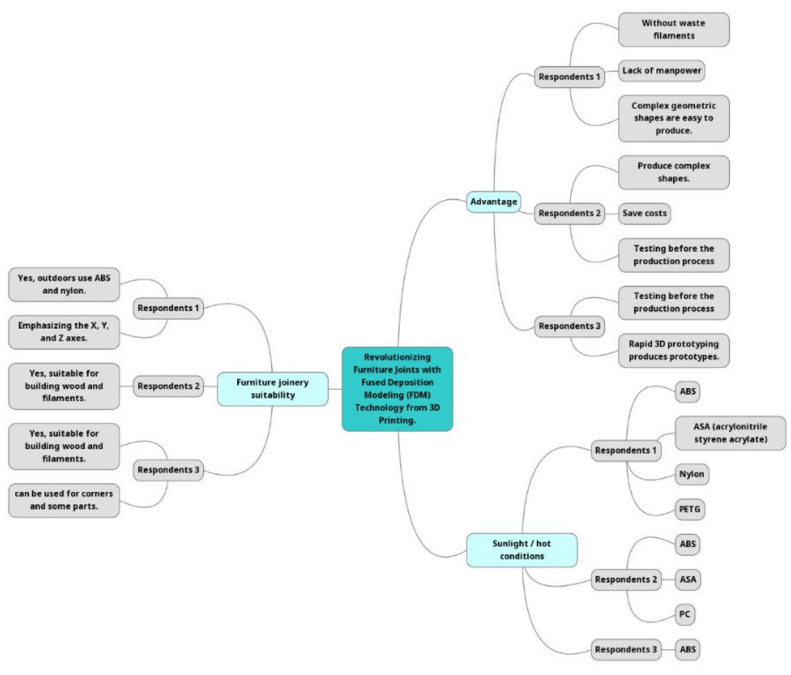 Revolutionizing
Furniture Joints with
Fused Deposition
Modeling (FDM)
Technology from 3D
Printing.
Advantage
Respondents 1
Without waste
filaments
Lack of manpower
Complex geometric
shapes are easy to
produce.
Respondents 2
Produce complex
shapes.
Save costs
Testing before the
production process
Respondents 3
Testing before the
production process
Rapid 3D prototyping
produces prototypes.
Sunlight / hot
conditions
Respondents 1
ABS
ASA (acrylonitrile
styrene acrylate)
Nylon
PETG
Respondents 2
ABS
ASA
PC
Respondents 3
ABS
Furniture joinery
suitability
Respondents 1
Yes, outdoors use ABS
and nylon.
Emphasizing the X, Y,
and Z axes.
Respondents 2
Yes, suitable for
building wood and
filaments.
Respondents 3
Yes, suitable for
building wood and
filaments.
can be used for corners
and some parts.